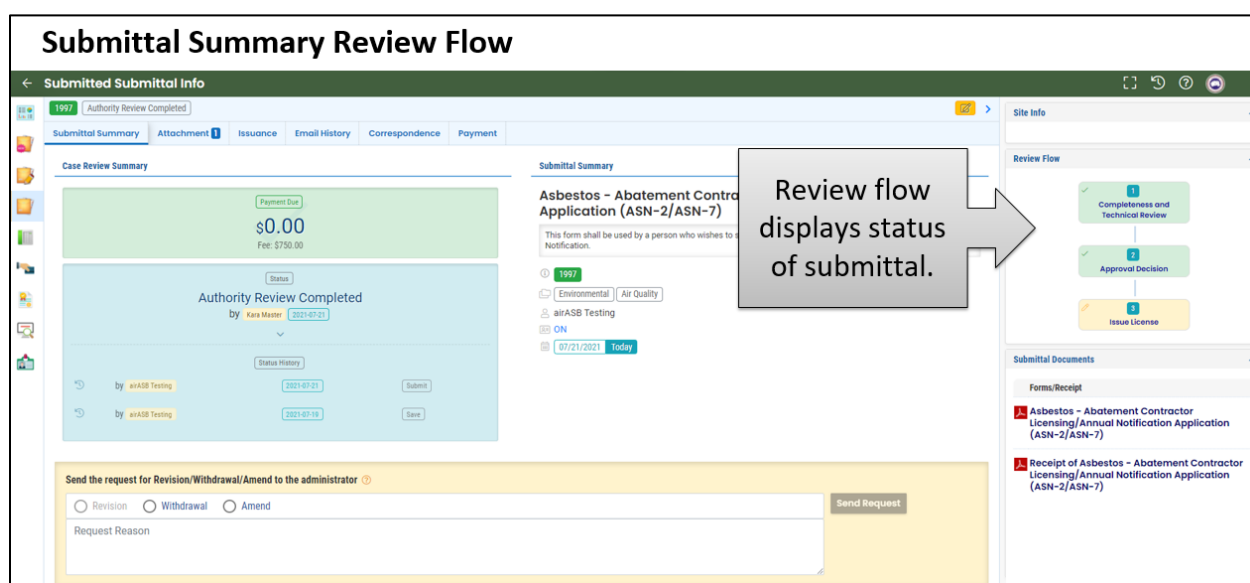 Submittal Summary Review Flow
Submitted Submittal Info
1997 Authority Review Completed
Submittal Summary Attachment 1 Issuance Email History Correspondence Payment
Case Review Summary
Payment Due
$0.00
Fee: $750.00
Status
Authority Review Completed
by Kara Master 2021-07-21
Status History
by airASB Testing 2021-07-21 Submit
by airASB Testing 2021-07-19 Save
Submittal Summary
Asbestos - Abatement Contra
Application (ASN-2/ASN-7)
This form shall be used by a person who wishes to s
Notification.
1997
Environmental Air Quality
airASB Testing
ON
07/21/2021 Today
Review flow
displays status
of submittal.
Send the request for Revision/Withdrawal/Amend to the administrator
Revision Withdrawal Amend
Send Request
Request Reason
Site Info
Review Flow
1
Completeness and
Technical Review
2
Approval Decision
3
Issue License
Submittal Documents
Forms/Receipt
Asbestos - Abatement Contractor
Licensing/Annual Notification Application
(ASN-2/ASN-7)
Receipt of Asbestos - Abatement Contractor
Licensing/Annual Notification Application
(ASN-2/ASN-7)